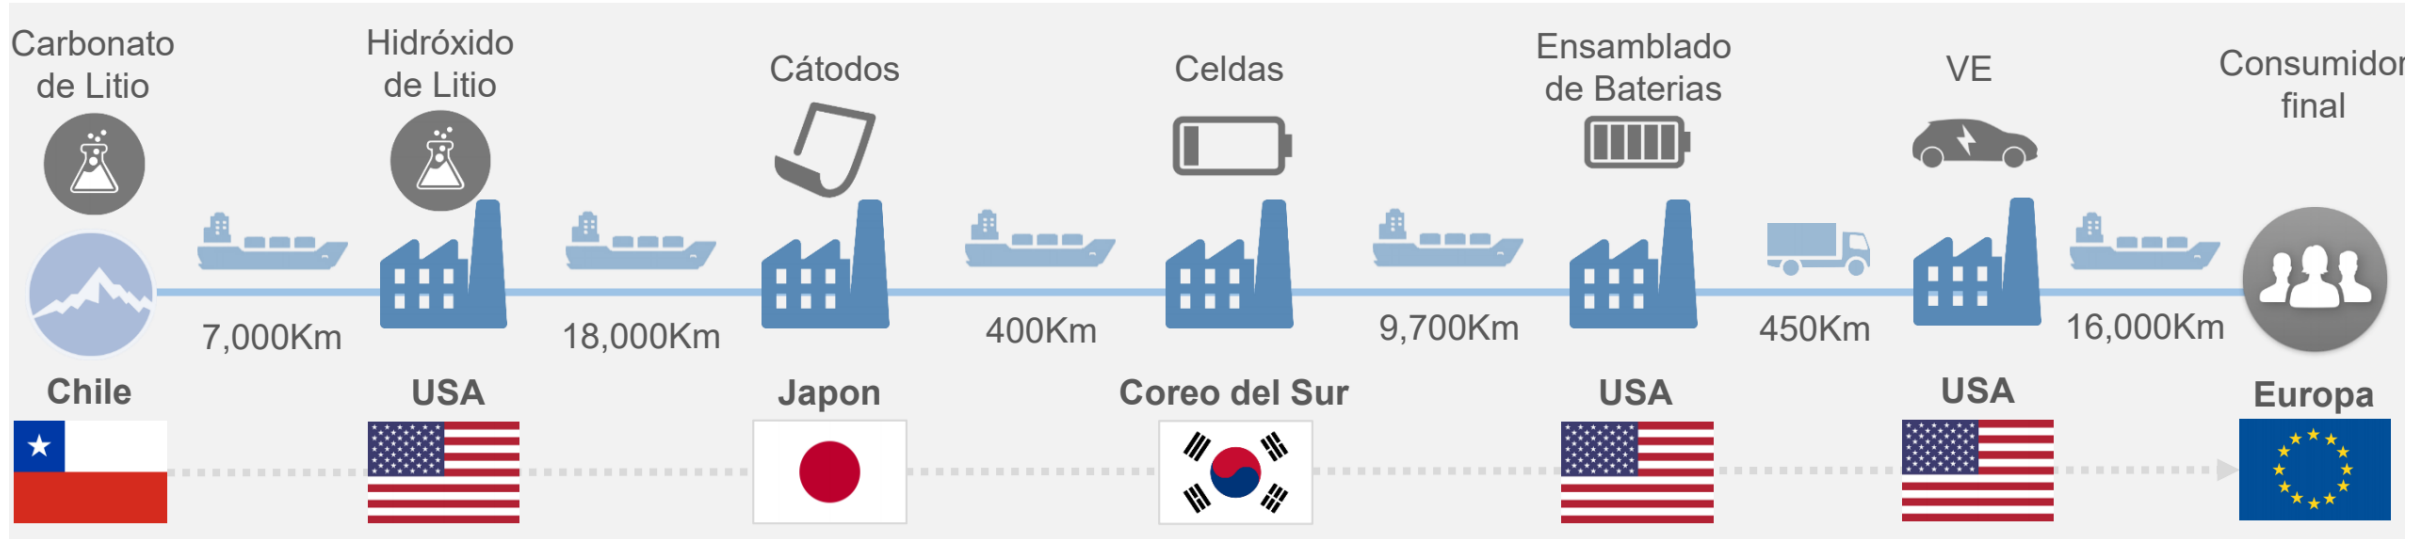 Carbonato
de Litio
Hidróxido
de Litio
Cátodos
Celdas
Ensamblado
de Baterias
VE
Consumidor
final
7,000Km
18,000Km
400Km
9,700Km
450Km
16,000Km
Chile
USA
Japon
Coreo del Sur
USA
USA
Europa